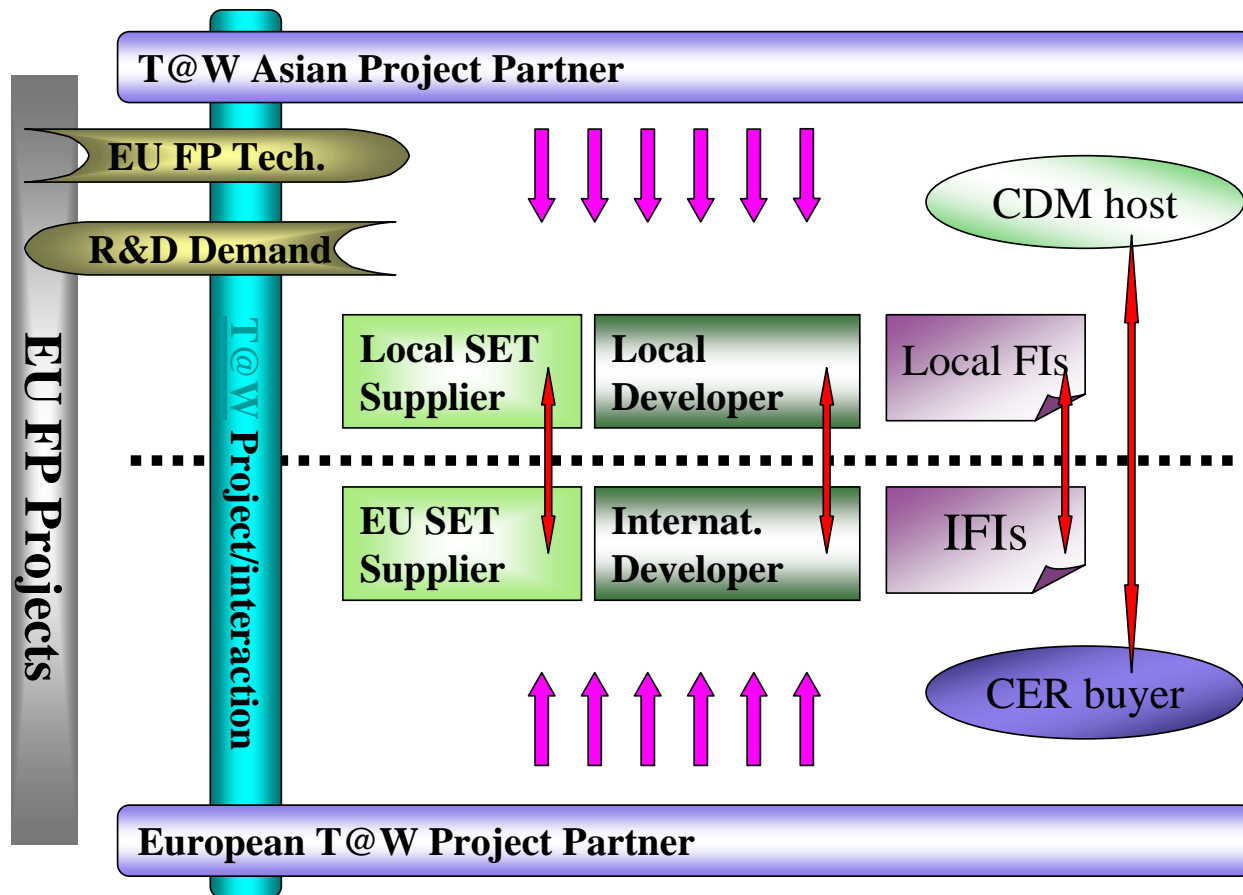 T@W Asian Project Partner
EU FP Tech.
CDM host
R&D Demand
EU FP Projects
T@W Project/interaction
Local SET
Supplier
Local
Developer
Local FIs
EU SET
Supplier
Internat.
Developer
IFIs
CER buyer
European T@W Project Partner